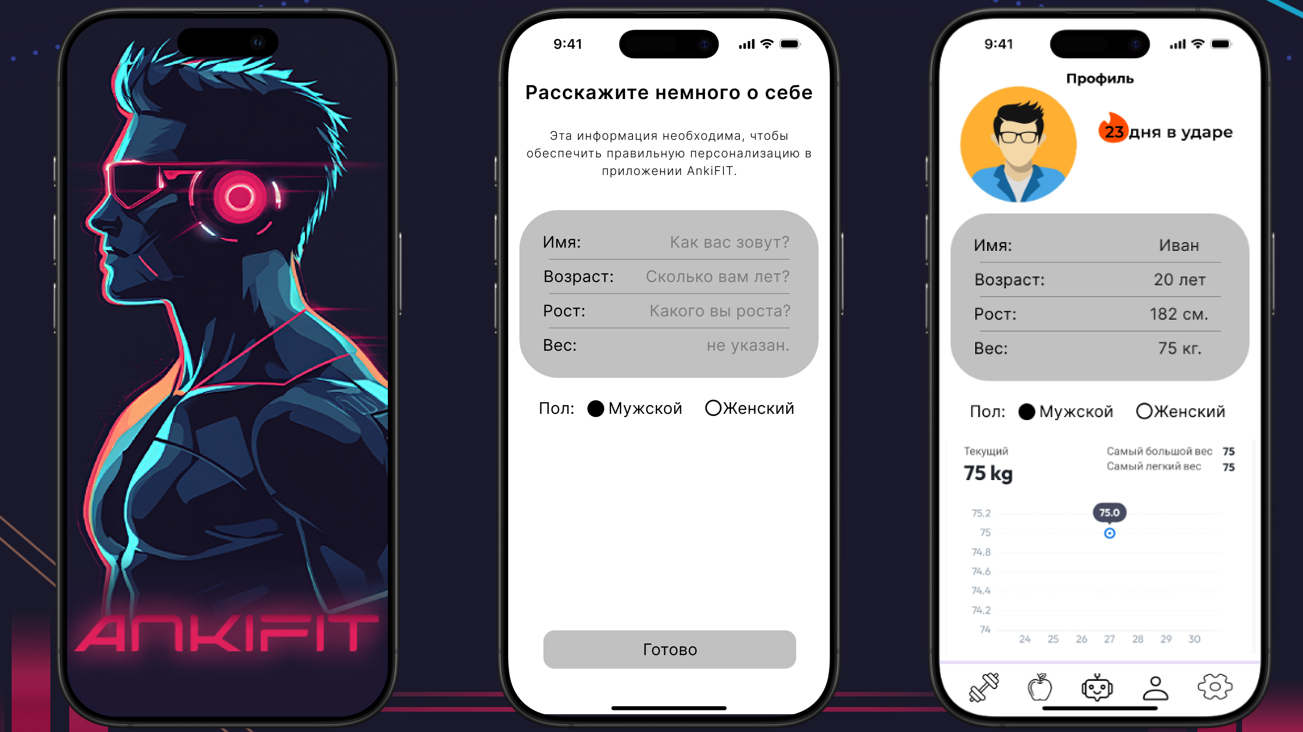 ANKIFIT
9:41
Расскажите немного о себе
Эта информация необходима, чтобы
обеспечить правильную персонализацию в
приложении AnkiFIT.
Имя: Как вас зовут?
Возраст: Сколько вам лет?
Рост: Какого вы роста?
Вес: не указан.
Пол: Мужской Женский
Готово
9:41
Профиль
23 дня в ударе
Имя: Иван
Возраст: 20 лет
Рост: 182 см.
Вес: 75 кг.
Пол: Мужской Женский
Текущий
75 kg
Самый большой вес 75
Самый легкий вес 75
75.0
75.2
75
74.8
74.6
74.4
74.2
74
24 25 26 27 28 29 30